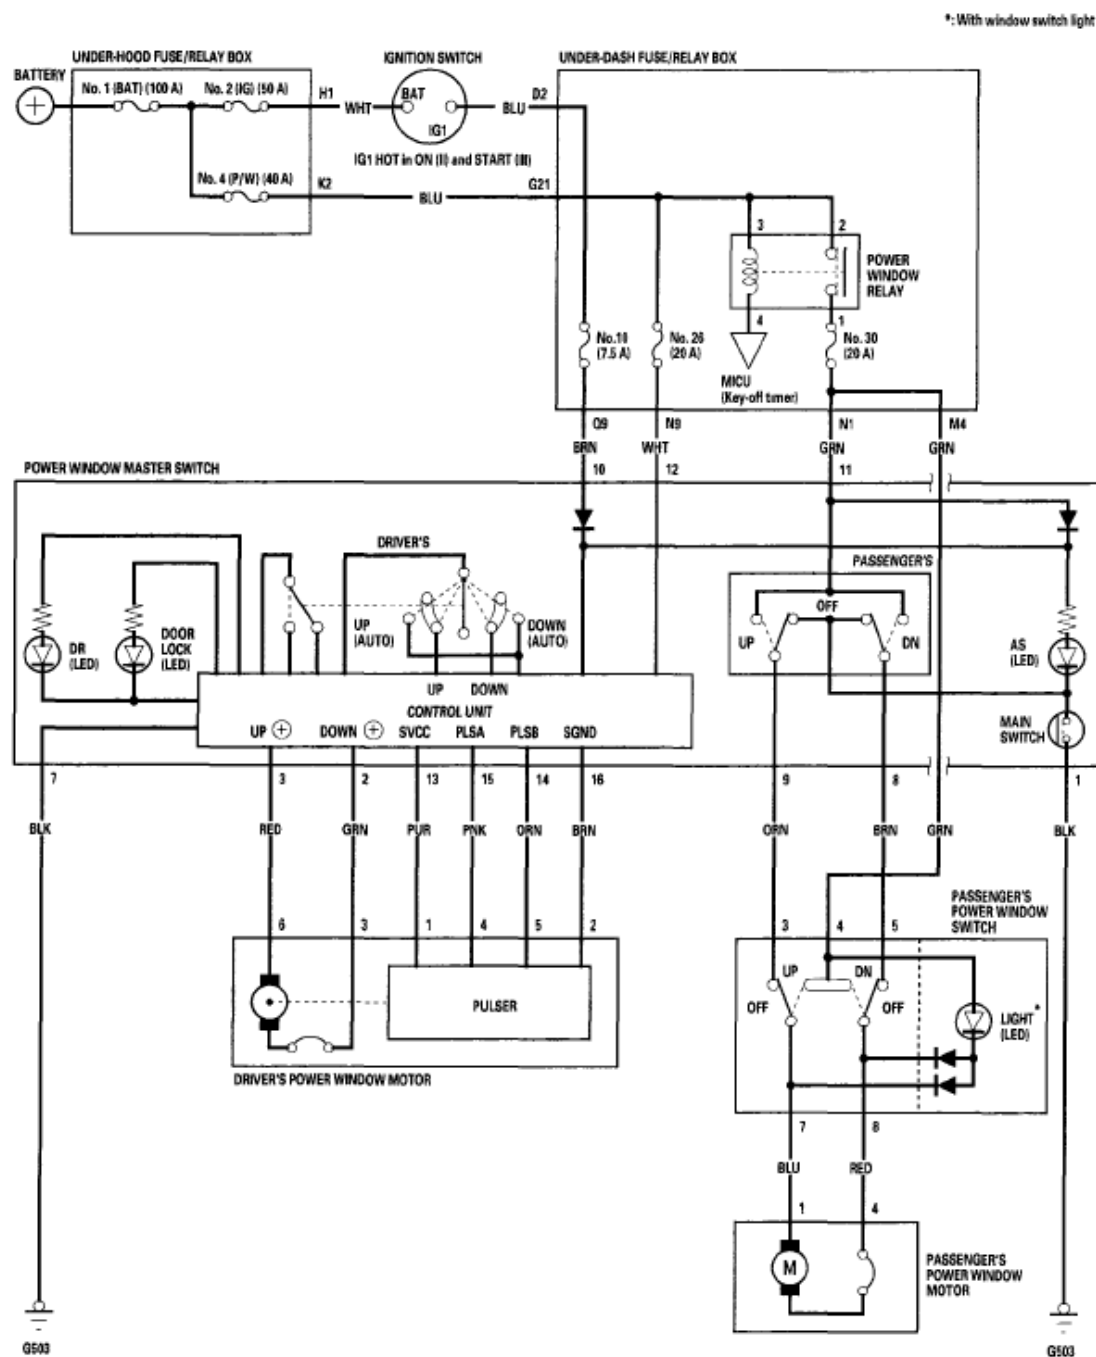 *: With window switch light
UNDER-HOOD FUSE/RELAY BOX
IGNITION SWITCH
UNDER-DASH FUSE/RELAY BOX
BATTERY
No. 1 (BAT) (100 A)
No. 2 (IG) (50 A)
H1
WHT
BAT
IG1
BLU
D2
IG1 HOT in ON (II) and START (III)
No. 4 (P/W) (40 A)
K2
BLU
G21
3
2
POWER
WINDOW
RELAY
4
1
No.10
(7.5 A)
No. 26
(20 A)
No. 30
(20 A)
MICU
(Key-off timer)
Q9
N9
N1
M4
BRN
WHT
GRN
GRN
POWER WINDOW MASTER SWITCH
10
12
11
DRIVER'S
PASSENGER'S
UP
(AUTO)
DOWN
(AUTO)
OFF
UP
DN
DR
(LED)
DOOR
LOCK
(LED)
AS
(LED)
UP
DOWN
CONTROL UNIT
UP +
DOWN +
SVCC
PLSA
PLSB
SGND
MAIN
SWITCH
7
3
2
13
15
14
16
9
8
1
BLK
RED
GRN
PUR
PNK
ORN
BRN
ORN
BRN
GRN
BLK
PASSENGER'S
POWER WINDOW
SWITCH
6
3
1
4
5
2
3
4
5
PULSER
UP
DN
OFF
OFF
LIGHT*
(LED)
DRIVER'S POWER WINDOW MOTOR
7
8
BLU
RED
1
4
M
PASSENGER'S
POWER WINDOW
MOTOR
G503
G503